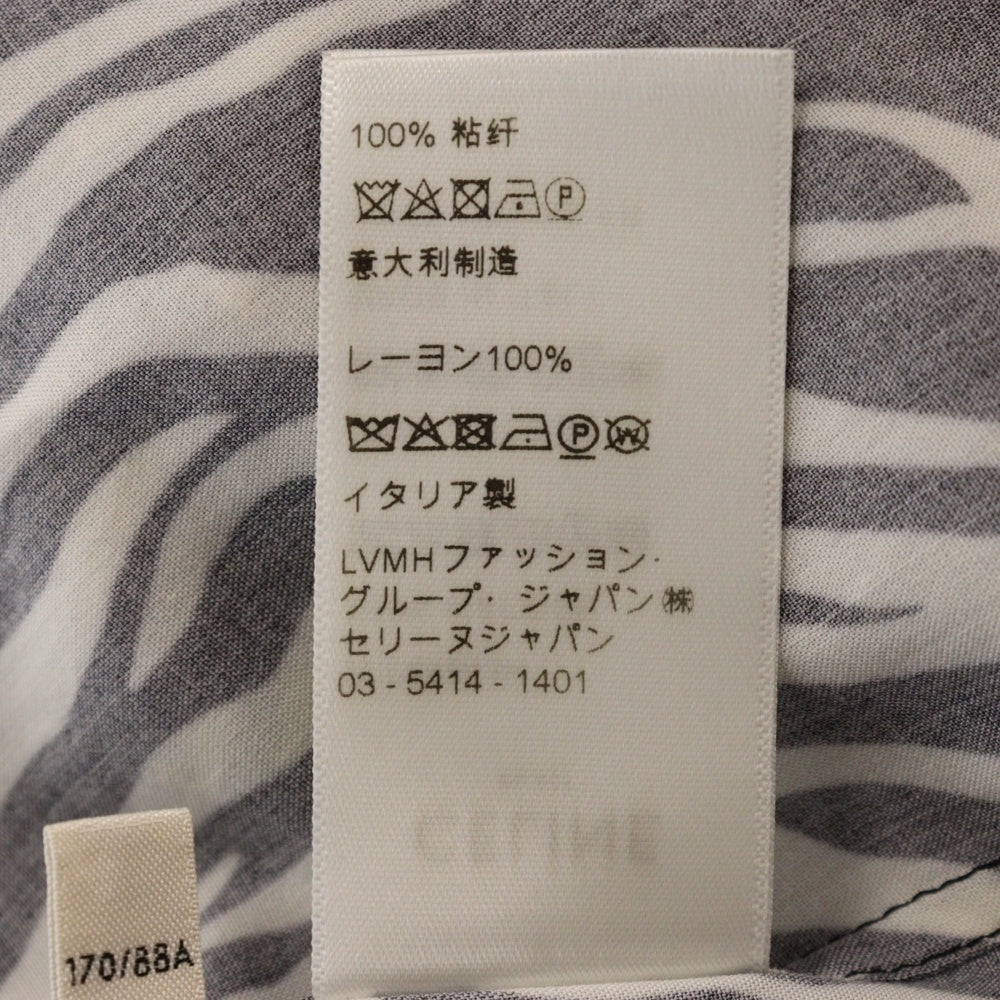 100% 粘纤
P
意大利制造
レーヨン100%
P W
イタリア製
LVMHファッション・
グループ・ジャパン㈱
セリーヌジャパン
03 - 5414 - 1401
CELINE
170/88A